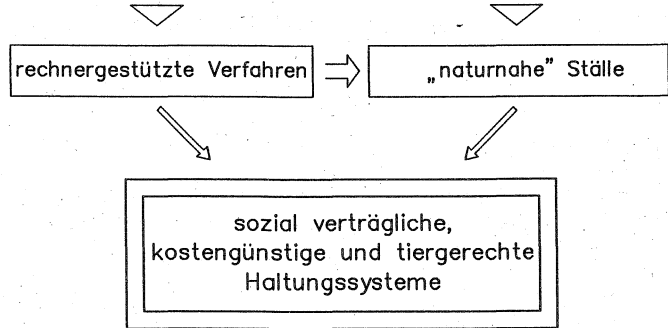 rechnergestützte Verfahren
„naturnahe” Ställe
sozial verträgliche,
kostengünstige und tiergerechte
Haltungssysteme